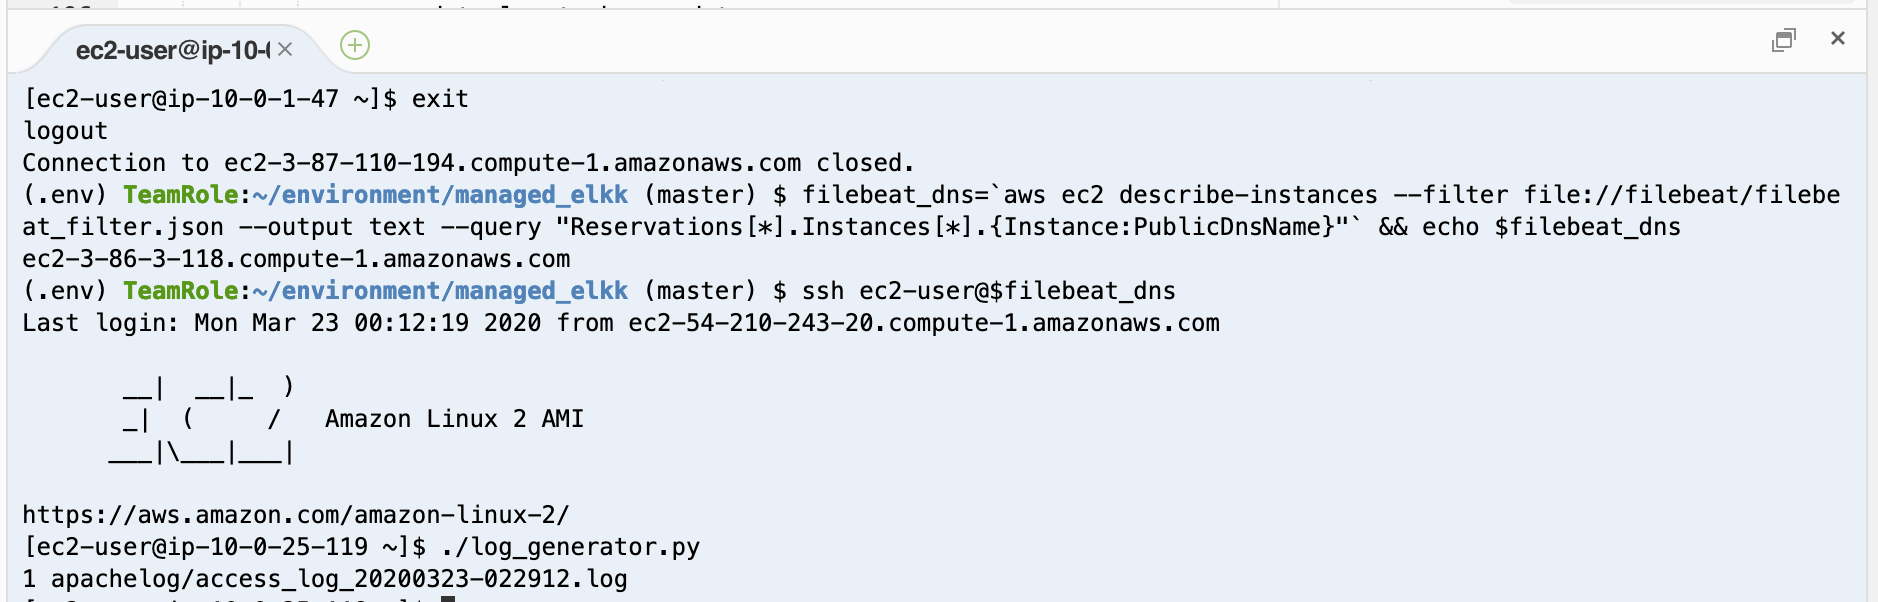 ec2-user@ip-10-
[ec2-user@ip-10-0-1-47 ~]$ exit
logout
Connection to ec2-3-87-110-194.compute-1.amazonaws.com closed.
(.env) TeamRole:~/environment/managed_elkk (master) $ filebeat_dns=`aws ec2 describe-instances --filter file://filebeat/filebe
at_filter.json --output text --query "Reservations[*].Instances[*].{Instance:PublicDnsName}"` && echo $filebeat_dns
ec2-3-86-3-118.compute-1.amazonaws.com
(.env) TeamRole:~/environment/managed_elkk (master) $ ssh ec2-user@$filebeat_dns
Last login: Mon Mar 23 00:12:19 2020 from ec2-54-210-243-20.compute-1.amazonaws.com
       __|  __|_  )
       _|  (     /   Amazon Linux 2 AMI
      ___|\___|___|
https://aws.amazon.com/amazon-linux-2/
[ec2-user@ip-10-0-25-119 ~]$ ./log_generator.py
1 apachelog/access_log_20200323-022912.log